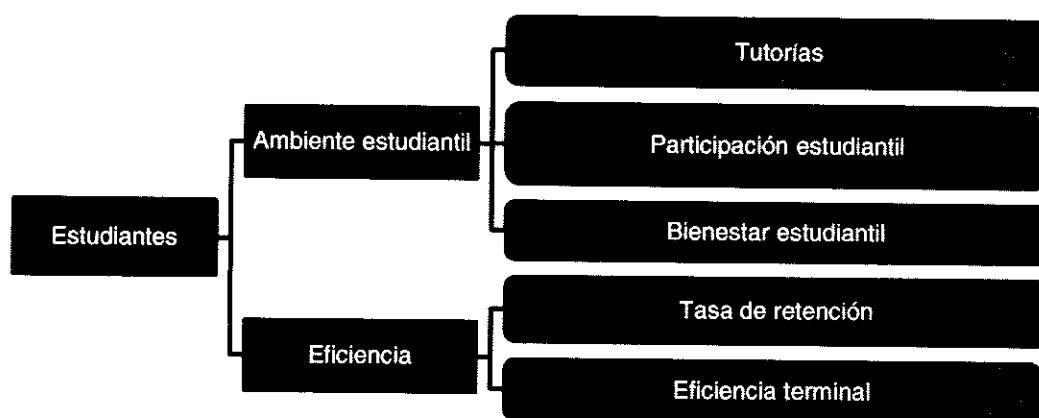 Estudiantes
Ambiente estudiantil
Tutorías
Participación estudiantil
Bienestar estudiantil
Eficiencia
Tasa de retención
Eficiencia terminal